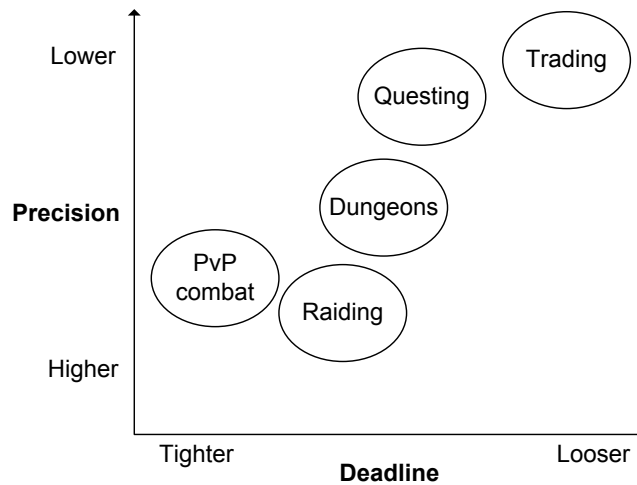 Lower
Trading
Questing
Precision
Dungeons
PvP
combat
Raiding
Higher
Tighter
Looser
Deadline